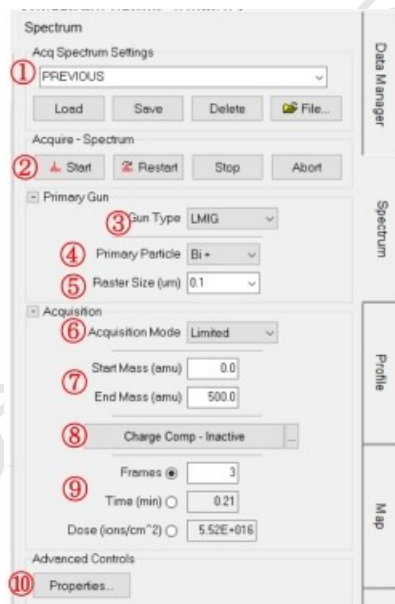 Spectrum
Acq Spectrum Settings
① PREVIOUS
Load Save Delete File...
Acquire - Spectrum
② Start Restart Stop Abort
Primary Gun
③ Gun Type LMIG
④ Primary Particle Bi +
⑤ Raster Size (um) 0.1
Acquisition
⑥ Acquisition Mode Limited
⑦ Start Mass (amu) 0.0
End Mass (amu) 500.0
⑧ Charge Comp - Inactive ...
⑨ Frames 3
Time (min) 0.21
Dose (ions/cm^2) 5.52E+016
Advanced Controls
⑩ Properties...
Data Manager
Spectrum
Profile
Map